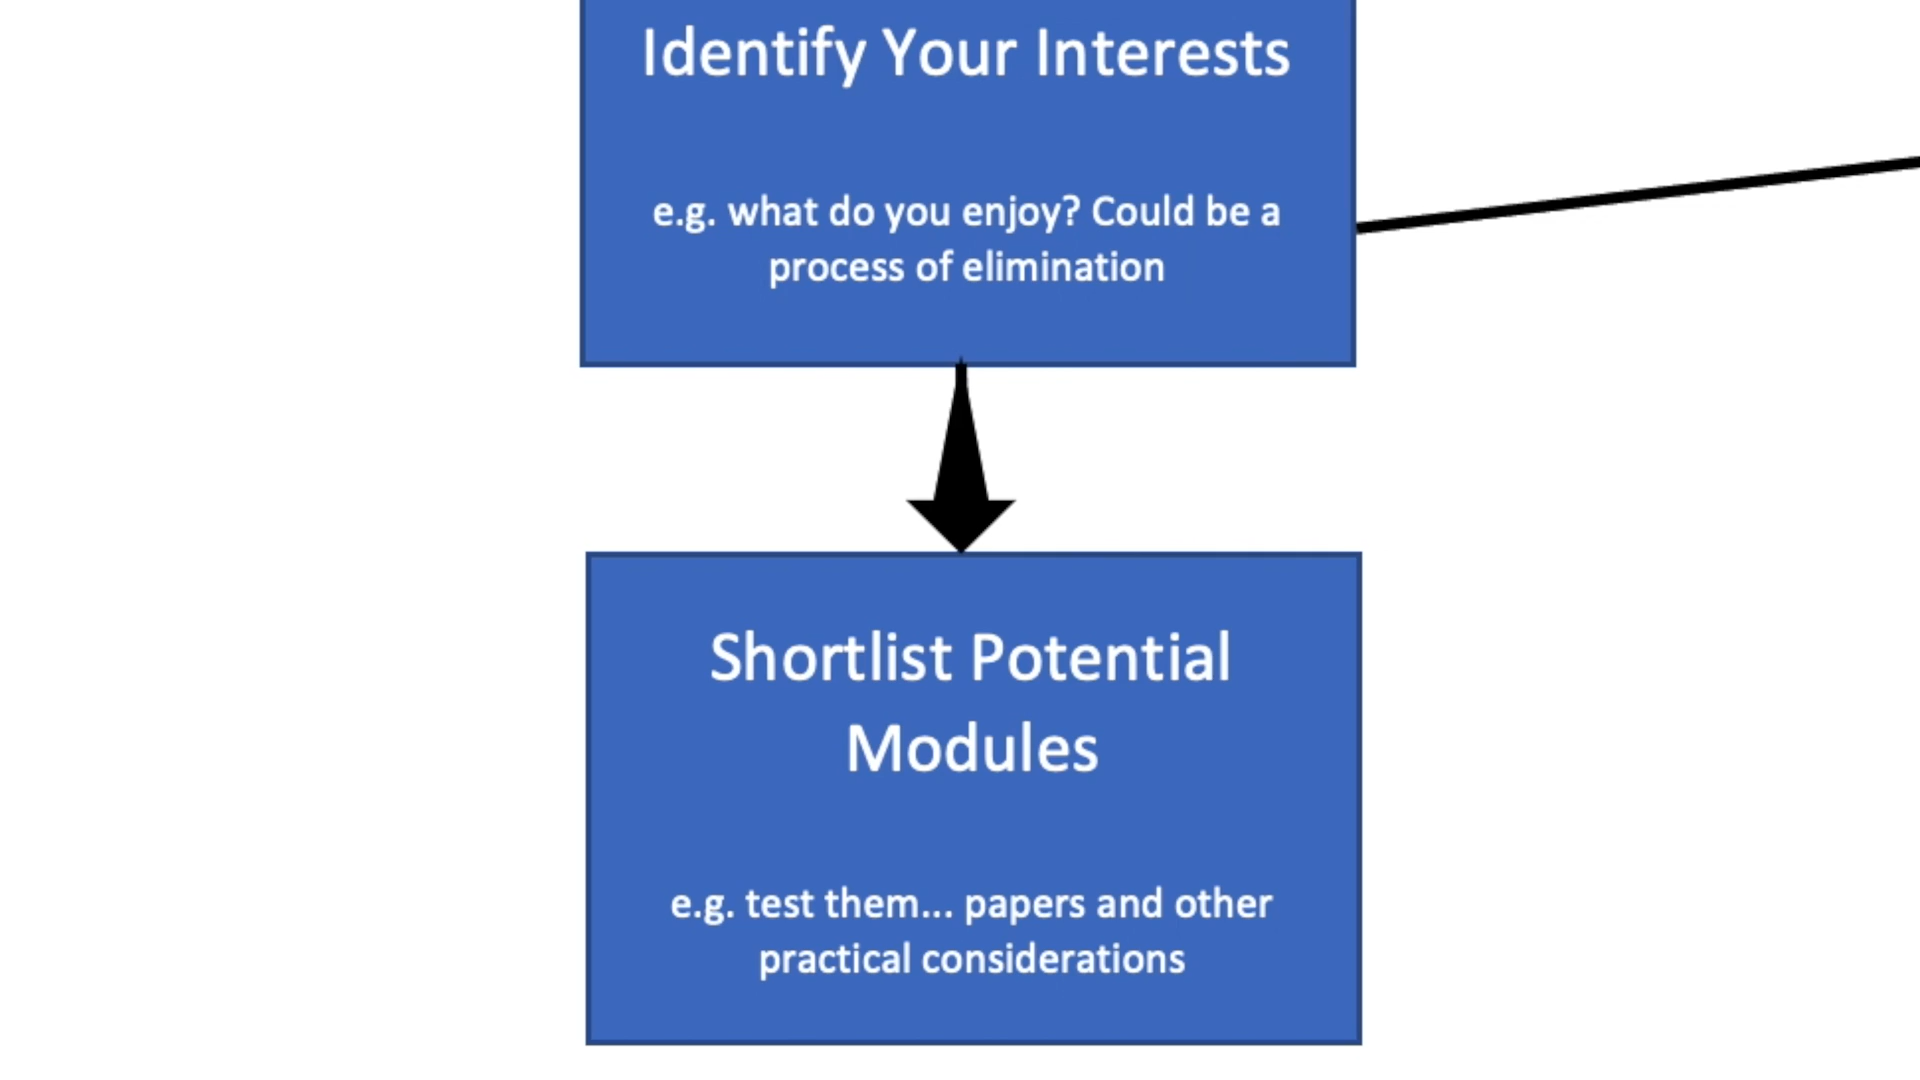 Identify Your Interests
e.g. what do you enjoy? Could be a
process of elimination
Shortlist Potential
Modules
e.g. test them... papers and other
practical considerations